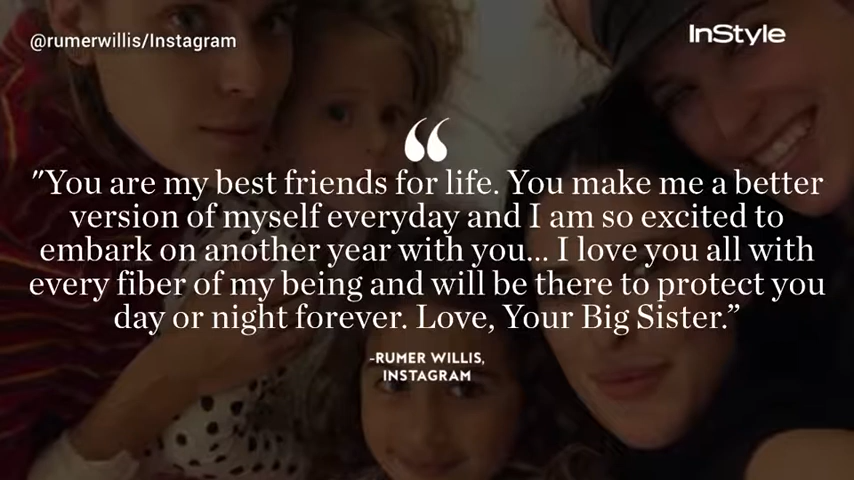 @rumerwillis/Instagram
InStyle
“
"You are my best friends for life. You make me a better
version of myself everyday and I am so excited to
embark on another year with you... I love you all with
every fiber of my being and will be there to protect you
day or night forever. Love, Your Big Sister.”
-RUMER WILLIS,
INSTAGRAM